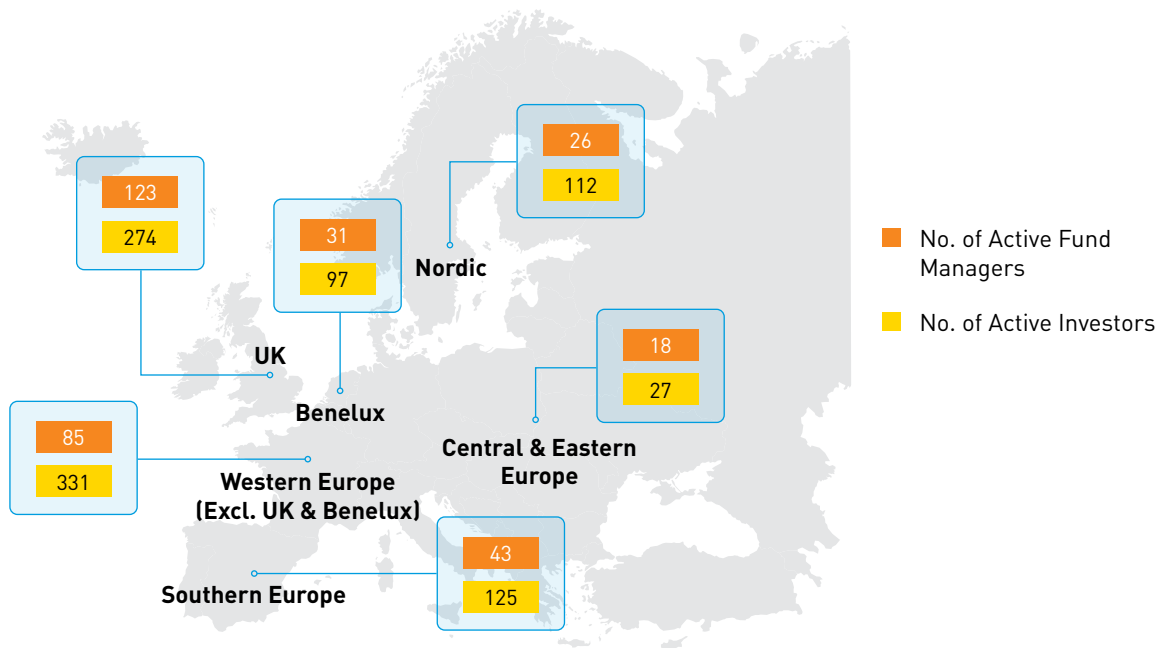 26
112
Nordic
123
274
UK
31
97
Benelux
18
27
Central & Eastern
Europe
85
331
Western Europe
(Excl. UK & Benelux)
43
125
Southern Europe
No. of Active Fund
Managers
No. of Active Investors